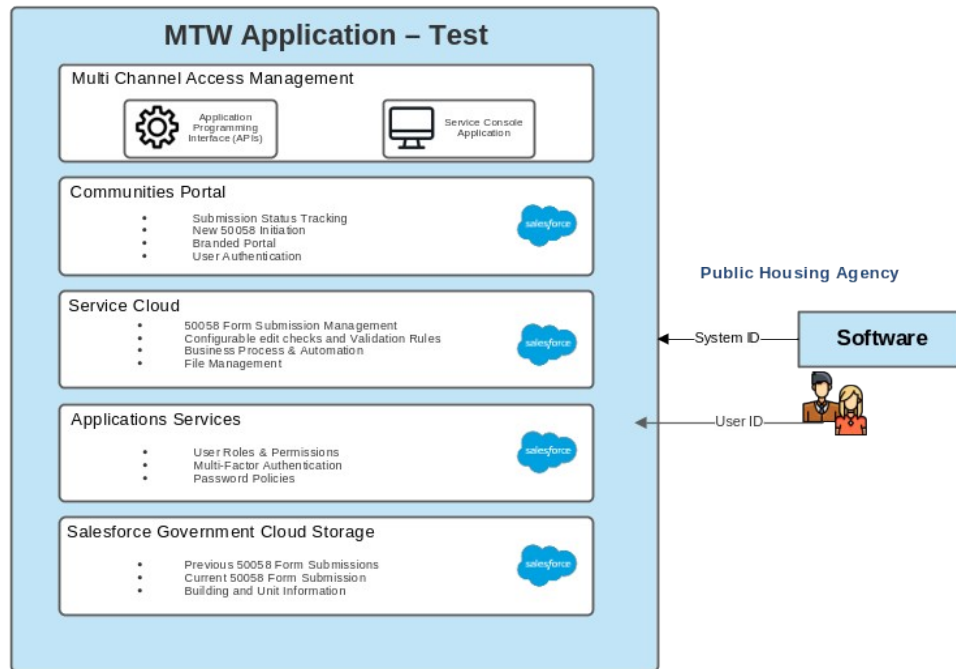 MTW Application – Test
Multi Channel Access Management
Application
Programming
Interface (APIs)
Service Console
Application
Communities Portal
• Submission Status Tracking
• New 50058 Initiation
• Branded Portal
• User Authentication
salesforce
Service Cloud
• 50058 Form Submission Management
• Configurable edit checks and Validation Rules
• Business Process & Automation
• File Management
salesforce
Applications Services
• User Roles & Permissions
• Multi-Factor Authentication
• Password Policies
salesforce
Salesforce Government Cloud Storage
• Previous 50058 Form Submissions
• Current 50058 Form Submission
• Building and Unit Information
salesforce
Public Housing Agency
System ID
Software
User ID